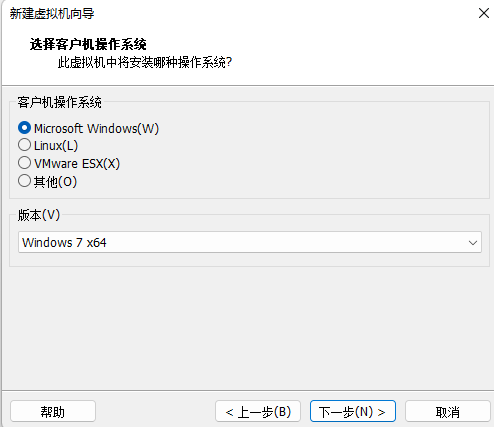 新建虚拟机向导
选择客户机操作系统
此虚拟机中将安装哪种操作系统?
客户机操作系统
Microsoft Windows(W)
Linux(L)
VMware ESX(X)
其他(O)
版本(V)
Windows 7 x64
帮助
< 上一步(B)
下一步(N) >
取消